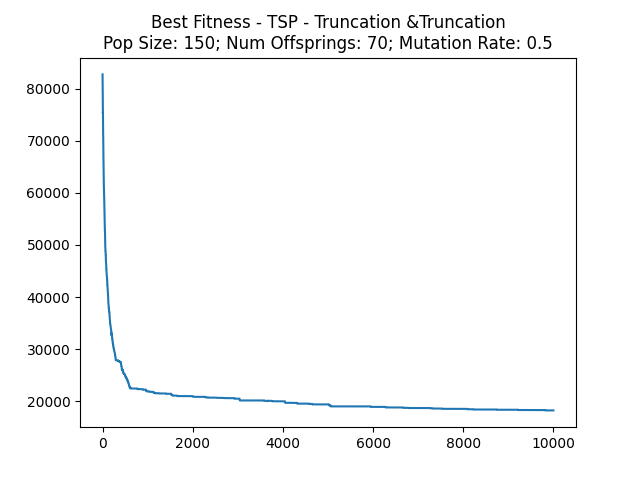 Best Fitness - TSP - Truncation &Truncation
Pop Size: 150; Num Offsprings: 70; Mutation Rate: 0.5
80000
70000
60000
50000
40000
30000
20000
0 2000 4000 6000 8000 10000